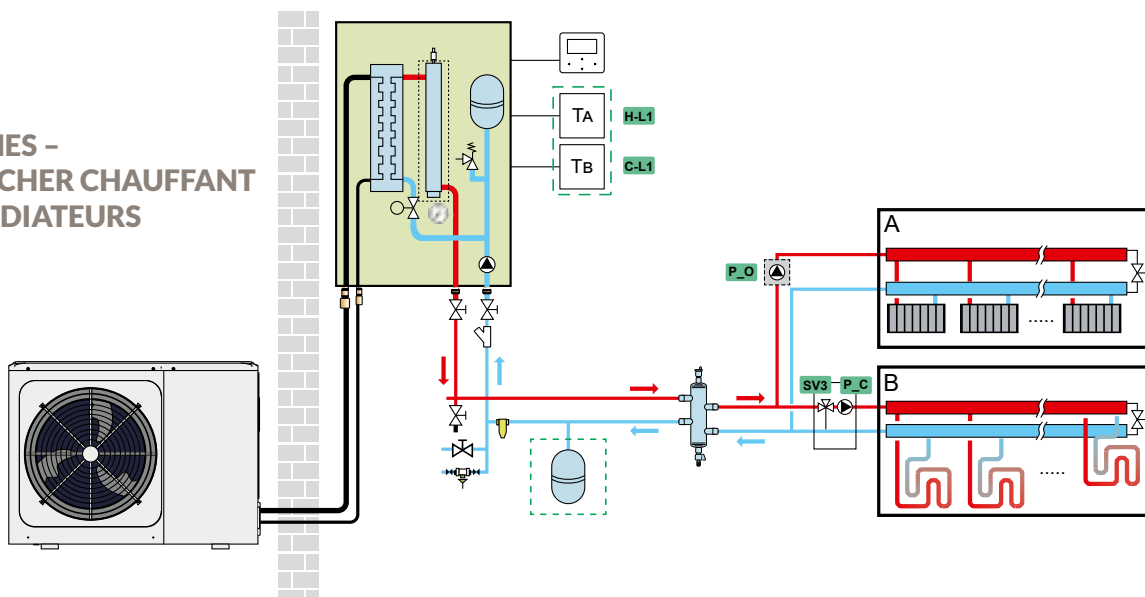 IES –
CHER CHAUFFANT
DIATEURS
TA
H-L1
TB
C-L1
A
P_O
.....
SV3
P_C
B
.....